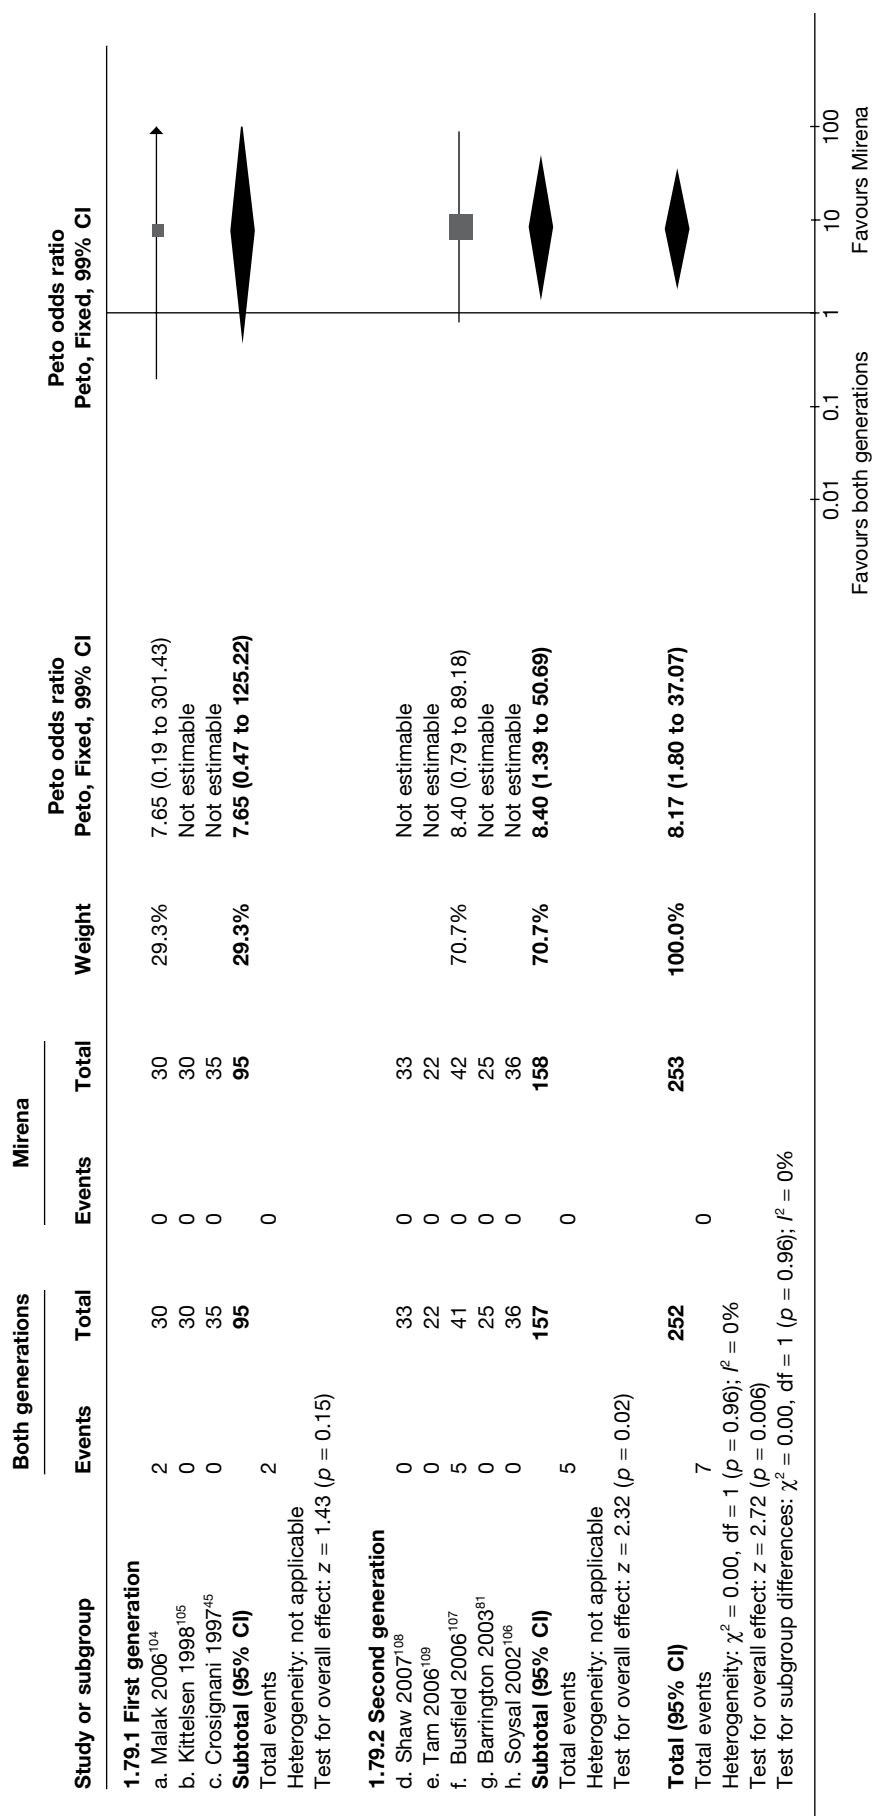 Both generations Mirena Peto odds ratio Peto odds ratio
Study or subgroup Events Total Events Total Weight Peto, Fixed, 99% CI Peto, Fixed, 99% CI
1.79.1 First generation
a. Malak 2006104 2 30 0 30 29.3% 7.65 (0.19 to 301.43)
b. Kittelsen 1998105 0 30 0 30 Not estimable
c. Crosignani 199745 0 35 0 35 Not estimable
Subtotal (95% CI) 95 95 29.3% 7.65 (0.47 to 125.22)
Total events 2 0
Heterogeneity: not applicable
Test for overall effect: z = 1.43 (p = 0.15)
1.79.2 Second generation
d. Shaw 2007108 0 33 0 33 Not estimable
e. Tam 2006109 0 22 0 22 Not estimable
f. Busfield 2006107 5 41 0 42 70.7% 8.40 (0.79 to 89.18)
g. Barrington 200381 0 25 0 25 Not estimable
h. Soysal 2002106 0 36 0 36 Not estimable
Subtotal (95% CI) 157 158 70.7% 8.40 (1.39 to 50.69)
Total events 5 0
Heterogeneity: not applicable
Test for overall effect: z = 2.32 (p = 0.02)
Total (95% CI) 252 253 100.0% 8.17 (1.80 to 37.07)
Total events 7 0
Heterogeneity: χ2 = 0.00, df = 1 (p = 0.96); I2 = 0%
Test for overall effect: z = 2.72 (p = 0.006)
Test for subgroup differences: χ2 = 0.00, df = 1 (p = 0.96); I2 = 0%
0.01 0.1 1 10 100
Favours both generations Favours Mirena